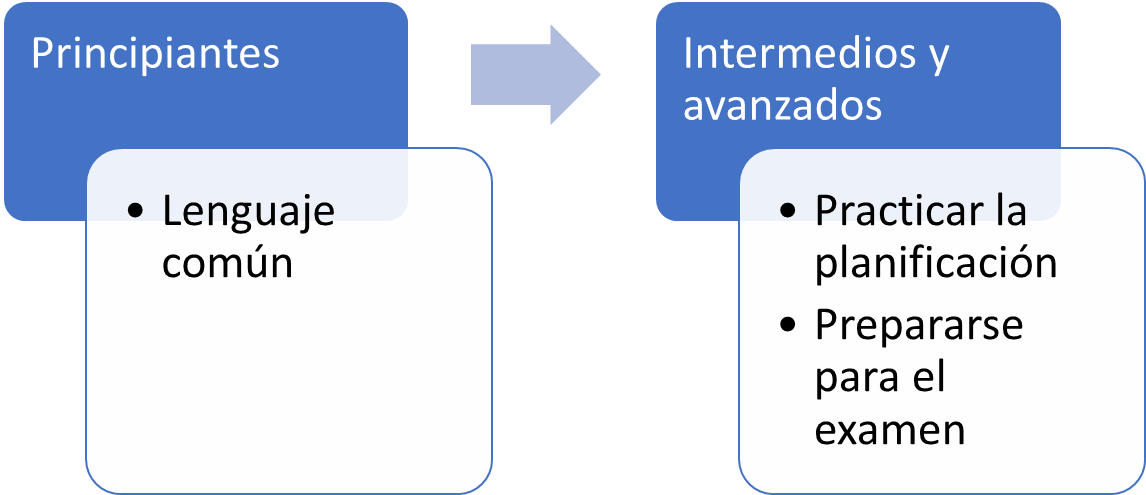 Principiantes
• Lenguaje
común
Intermedios y
avanzados
• Practicar la
planificación
• Prepararse
para el
examen